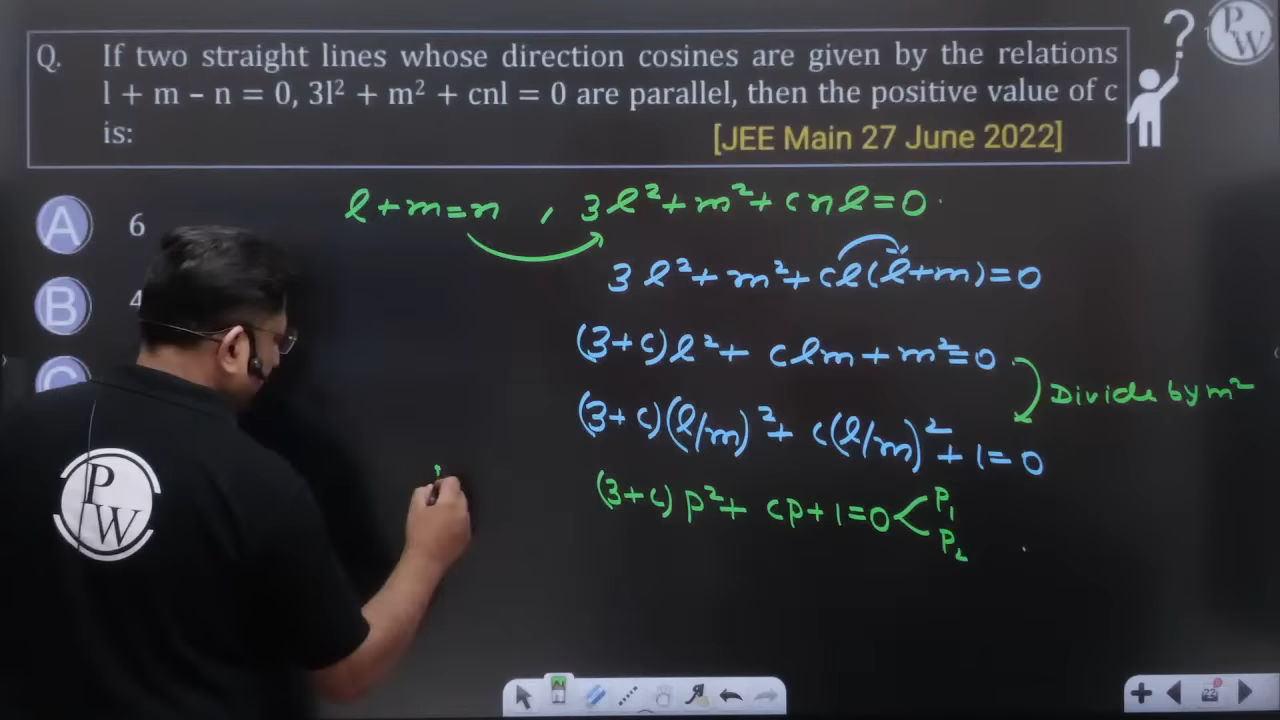 Q. If two straight lines whose direction cosines are given by the relations
l + m − n = 0, 3l² + m² + cnl = 0 are parallel, then the positive value of c
is:
[JEE Main 27 June 2022]
A 6
B 4
C
l+m=n , 3l²+m²+cnl=0
3l²+m²+cl(l+m)=0
(3+c)l²+clm+m²=0
Divide by m²
(3+c)(l/m)²+c(l/m)²+1=0
(3+c)p²+cp+1=0 < P₁
P₂
PW
PW
22